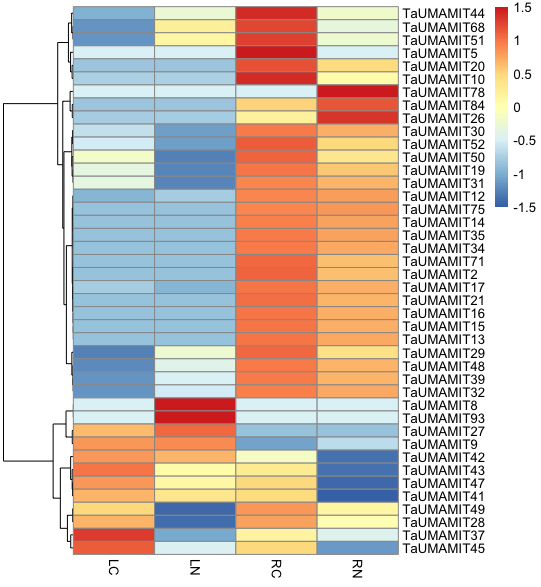 TaUMAMIT44
TaUMAMIT68
TaUMAMIT51
TaUMAMIT5
TaUMAMIT20
TaUMAMIT10
TaUMAMIT78
TaUMAMIT84
TaUMAMIT26
TaUMAMIT30
TaUMAMIT52
TaUMAMIT50
TaUMAMIT19
TaUMAMIT31
TaUMAMIT12
TaUMAMIT75
TaUMAMIT14
TaUMAMIT35
TaUMAMIT34
TaUMAMIT71
TaUMAMIT2
TaUMAMIT17
TaUMAMIT21
TaUMAMIT16
TaUMAMIT15
TaUMAMIT13
TaUMAMIT29
TaUMAMIT48
TaUMAMIT39
TaUMAMIT32
TaUMAMIT8
TaUMAMIT93
TaUMAMIT27
TaUMAMIT9
TaUMAMIT42
TaUMAMIT43
TaUMAMIT47
TaUMAMIT41
TaUMAMIT49
TaUMAMIT28
TaUMAMIT37
TaUMAMIT45
LC LN RC RN
1.5
1
0.5
0
-0.5
-1
-1.5